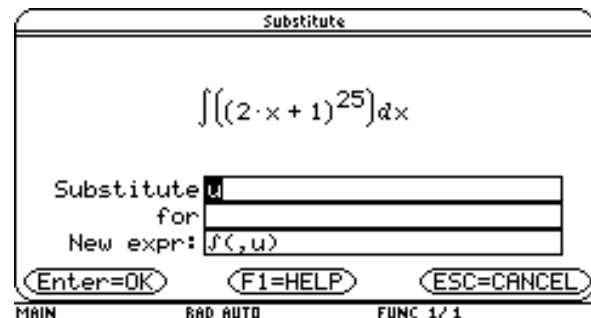 Substitute
∫((2·x + 1)^25)dx
Substitute u
for
New expr: ∫(,u)
Enter=OK F1=HELP ESC=CANCEL
MAIN RAD AUTO FUNC 1/1